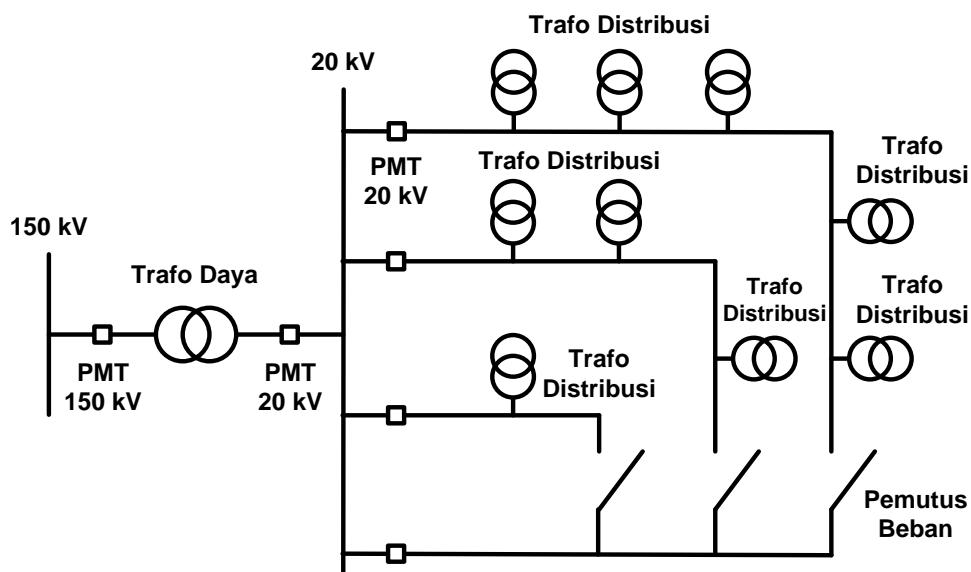 Trafo Distribusi
20 kV
PMT
20 kV
Trafo Distribusi
Trafo
Distribusi
150 kV
Trafo Daya
PMT
150 kV
PMT
20 kV
Trafo
Distribusi
Trafo
Distribusi
Trafo
Distribusi
Pemutus
Beban